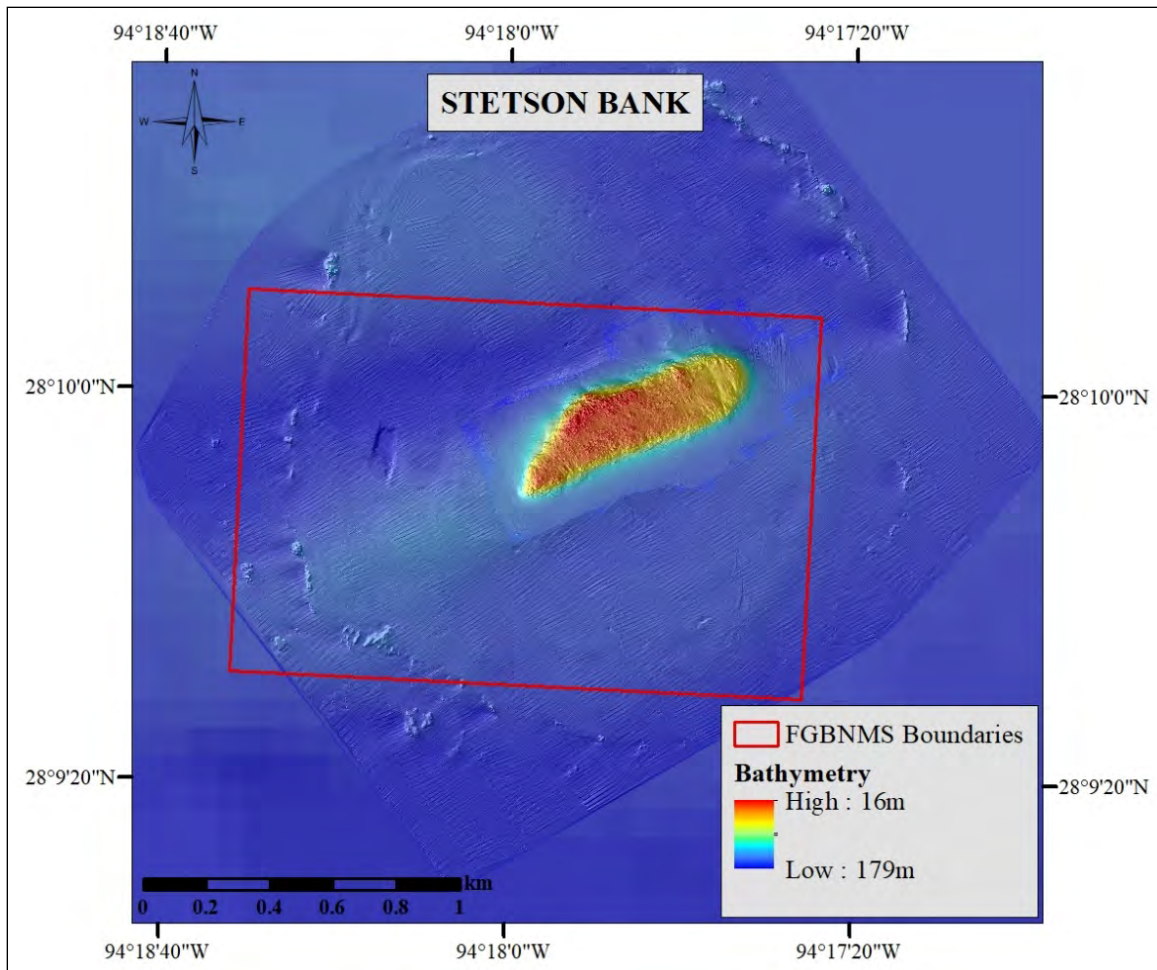 94°18'40"W 94°18'0"W 94°17'20"W
STETSON BANK
N
W E
S
28°10'0"N 28°10'0"N
FGBNMS Boundaries
Bathymetry
High : 16m
Low : 179m
28°9'20"N 28°9'20"N
km
0 0.2 0.4 0.6 0.8 1
94°18'40"W 94°18'0"W 94°17'20"W